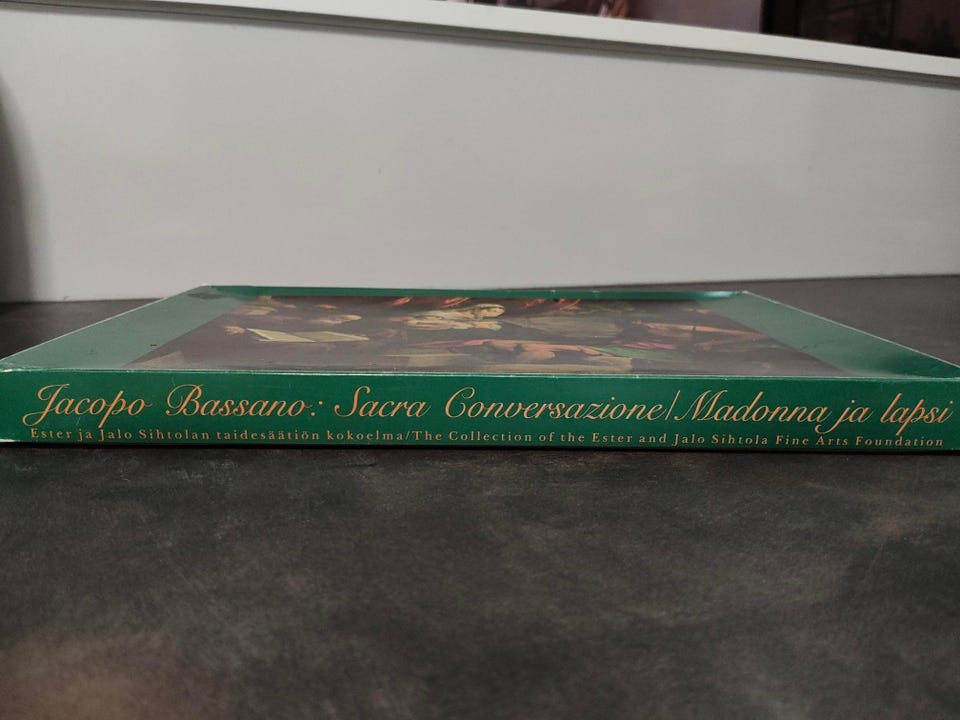 Jacopo Bassano: Sacra Conversazione/Madonna ja lapsi
Ester ja Jalo Sihtolan taidesäätiön kokoelma/The Collection of the Ester and Jalo Sihtola Fine Arts Foundation